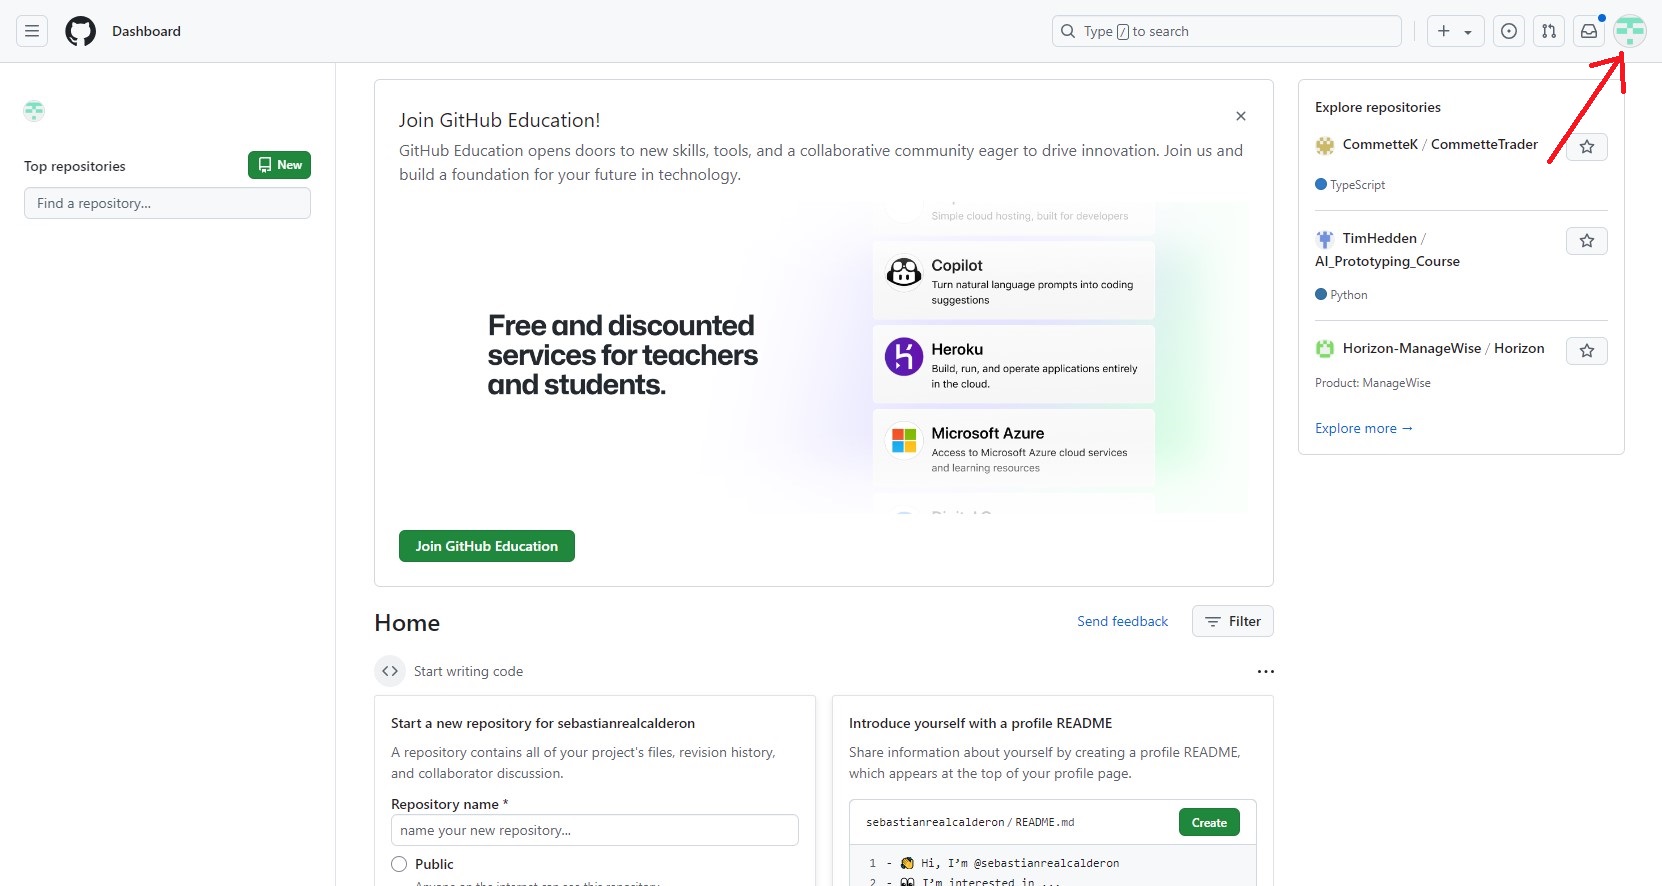 Dashboard
Type / to search
Top repositories
New
Find a repository...
Join GitHub Education!
GitHub Education opens doors to new skills, tools, and a collaborative community eager to drive innovation. Join us and
build a foundation for your future in technology.
Free and discounted
services for teachers
and students.
Simple cloud hosting, built for developers
Copilot
Turn natural language prompts into coding
suggestions
Heroku
Build, run, and operate applications entirely
in the cloud.
Microsoft Azure
Access to Microsoft Azure cloud services
and learning resources
Join GitHub Education
Home
Send feedback
Filter
Start writing code
Start a new repository for sebastianrealcalderon
A repository contains all of your project's files, revision history,
and collaborator discussion.
Repository name *
name your new repository...
Public
Anyone on the internet can see this repository
Introduce yourself with a profile README
Share information about yourself by creating a profile README,
which appears at the top of your profile page.
sebastianrealcalderon / README.md
Create
1 - 👋 Hi, I'm @sebastianrealcalderon
2 - 👀 I'm interested in ...
Explore repositories
CommetteK / CommetteTrader
TypeScript
TimHedden /
AI_Prototyping_Course
Python
Horizon-ManageWise / Horizon
Product: ManageWise
Explore more →